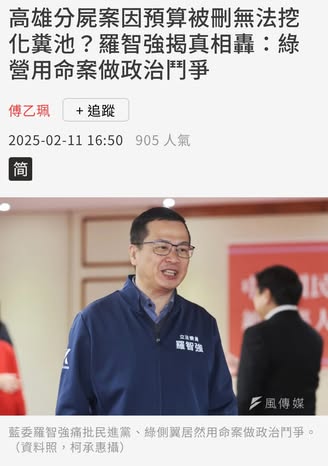 高雄分屍案因預算被刪無法挖
化糞池？羅智強揭真相轟：綠
營用命案做政治鬥爭
傅乙珮
+ 追蹤
2025-02-11 16:50 905 人氣
简
立法委員
羅智強
風傳媒
藍委羅智強痛批民進黨、綠側翼居然用命案做政治鬥爭。
（資料照，柯承惠攝）